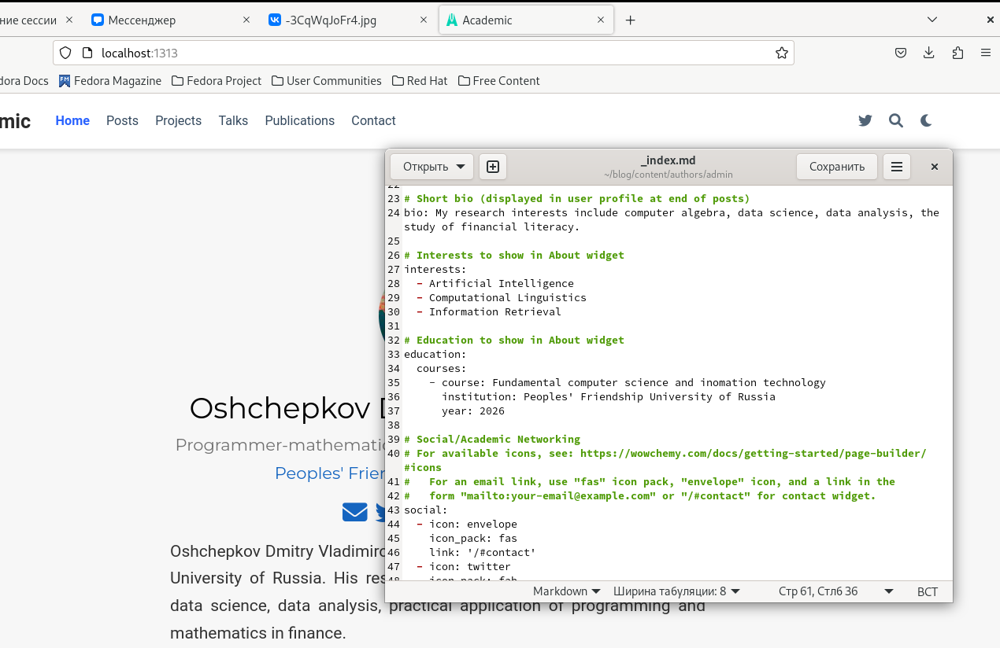 ние сессии
Мессенджер
-3CqWqJoFr4.jpg
Academic
localhost:1313
dora Docs
Fedora Magazine
Fedora Project
User Communities
Red Hat
Free Content
mic
Home
Posts
Projects
Talks
Publications
Contact
Открыть
_index.md
~/blog/content/authors/admin
Сохранить
22
23 # Short bio (displayed in user profile at end of posts)
24 bio: My research interests include computer algebra, data science, data analysis, the
study of financial literacy.
25
26 # Interests to show in About widget
27 interests:
28   - Artificial Intelligence
29   - Computational Linguistics
30   - Information Retrieval
31
32 # Education to show in About widget
33 education:
34   courses:
35     - course: Fundamental computer science and inomation technology
36       institution: Peoples' Friendship University of Russia
37       year: 2026
38
39 # Social/Academic Networking
40 # For available icons, see: https://wowchemy.com/docs/getting-started/page-builder/
#icons
41 #   For an email link, use "fas" icon pack, "envelope" icon, and a link in the
42 #   form "mailto:your-email@example.com" or "/#contact" for contact widget.
43 social:
44   - icon: envelope
45     icon_pack: fas
46     link: '/#contact'
47   - icon: twitter
48     icon_pack: fab
Markdown
Ширина табуляции: 8
Стр 61, Стлб 36
ВСТ
Oshchepkov D
Programmer-mathematic
Peoples' Frien
Oshchepkov Dmitry Vladimiro
University of Russia. His res
data science, data analysis, practical application of programming and
mathematics in finance.